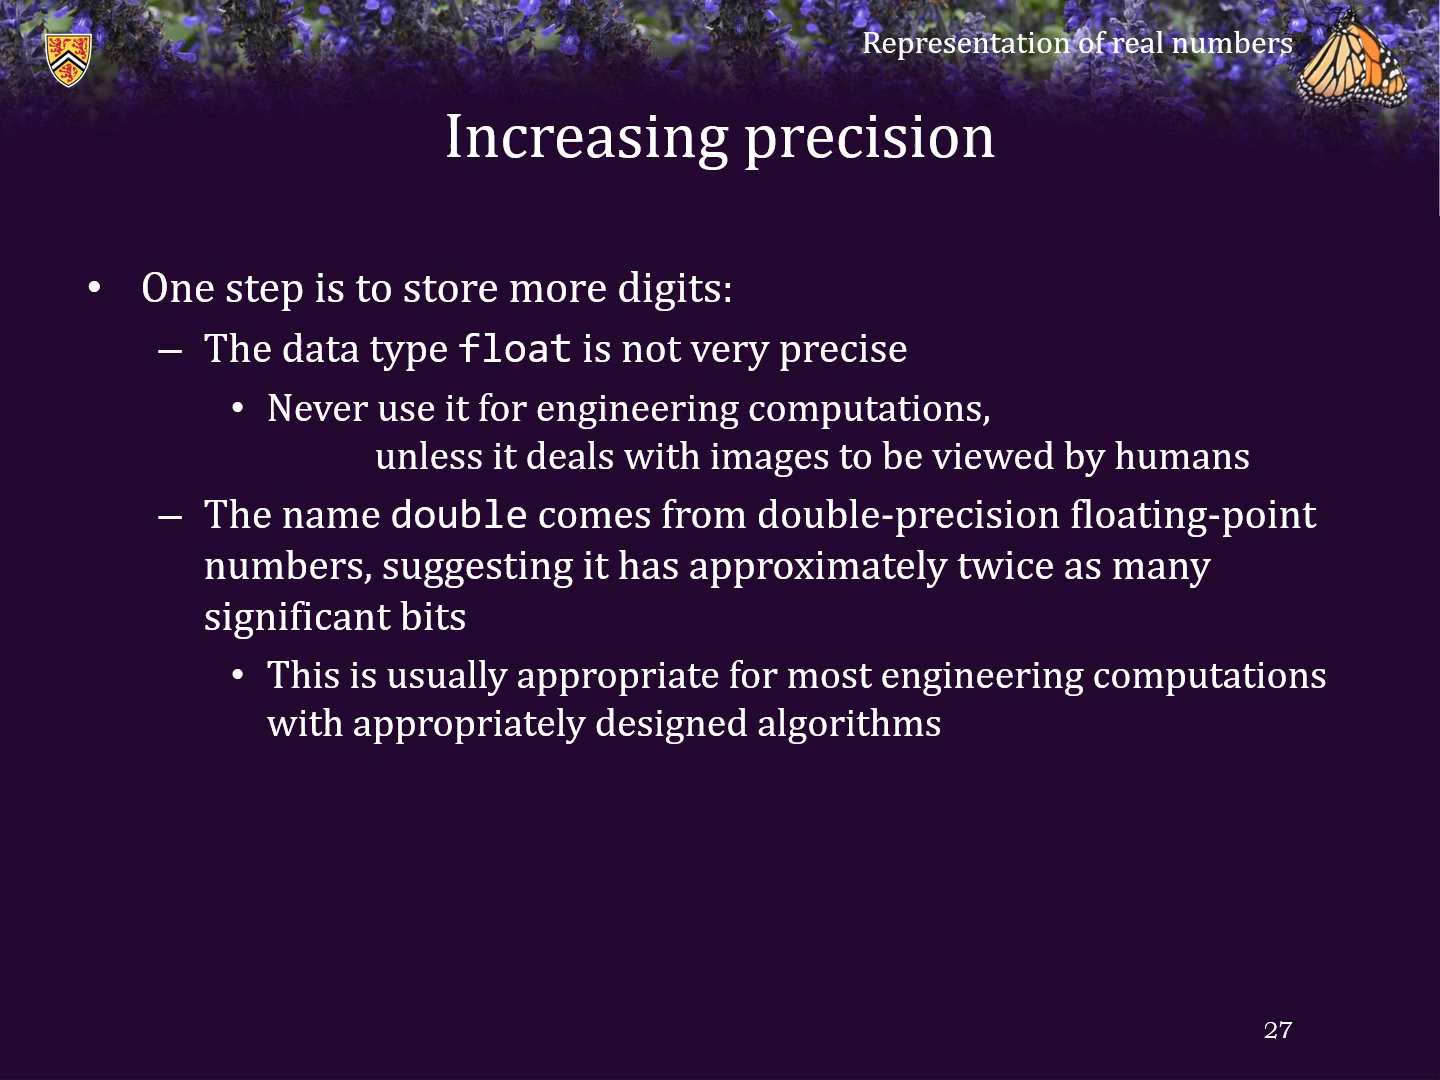 Representation of real numbers
Increasing precision
• One step is to store more digits:
– The data type float is not very precise
• Never use it for engineering computations,
unless it deals with images to be viewed by humans
– The name double comes from double-precision floating-point
numbers, suggesting it has approximately twice as many
significant bits
• This is usually appropriate for most engineering computations
with appropriately designed algorithms
27